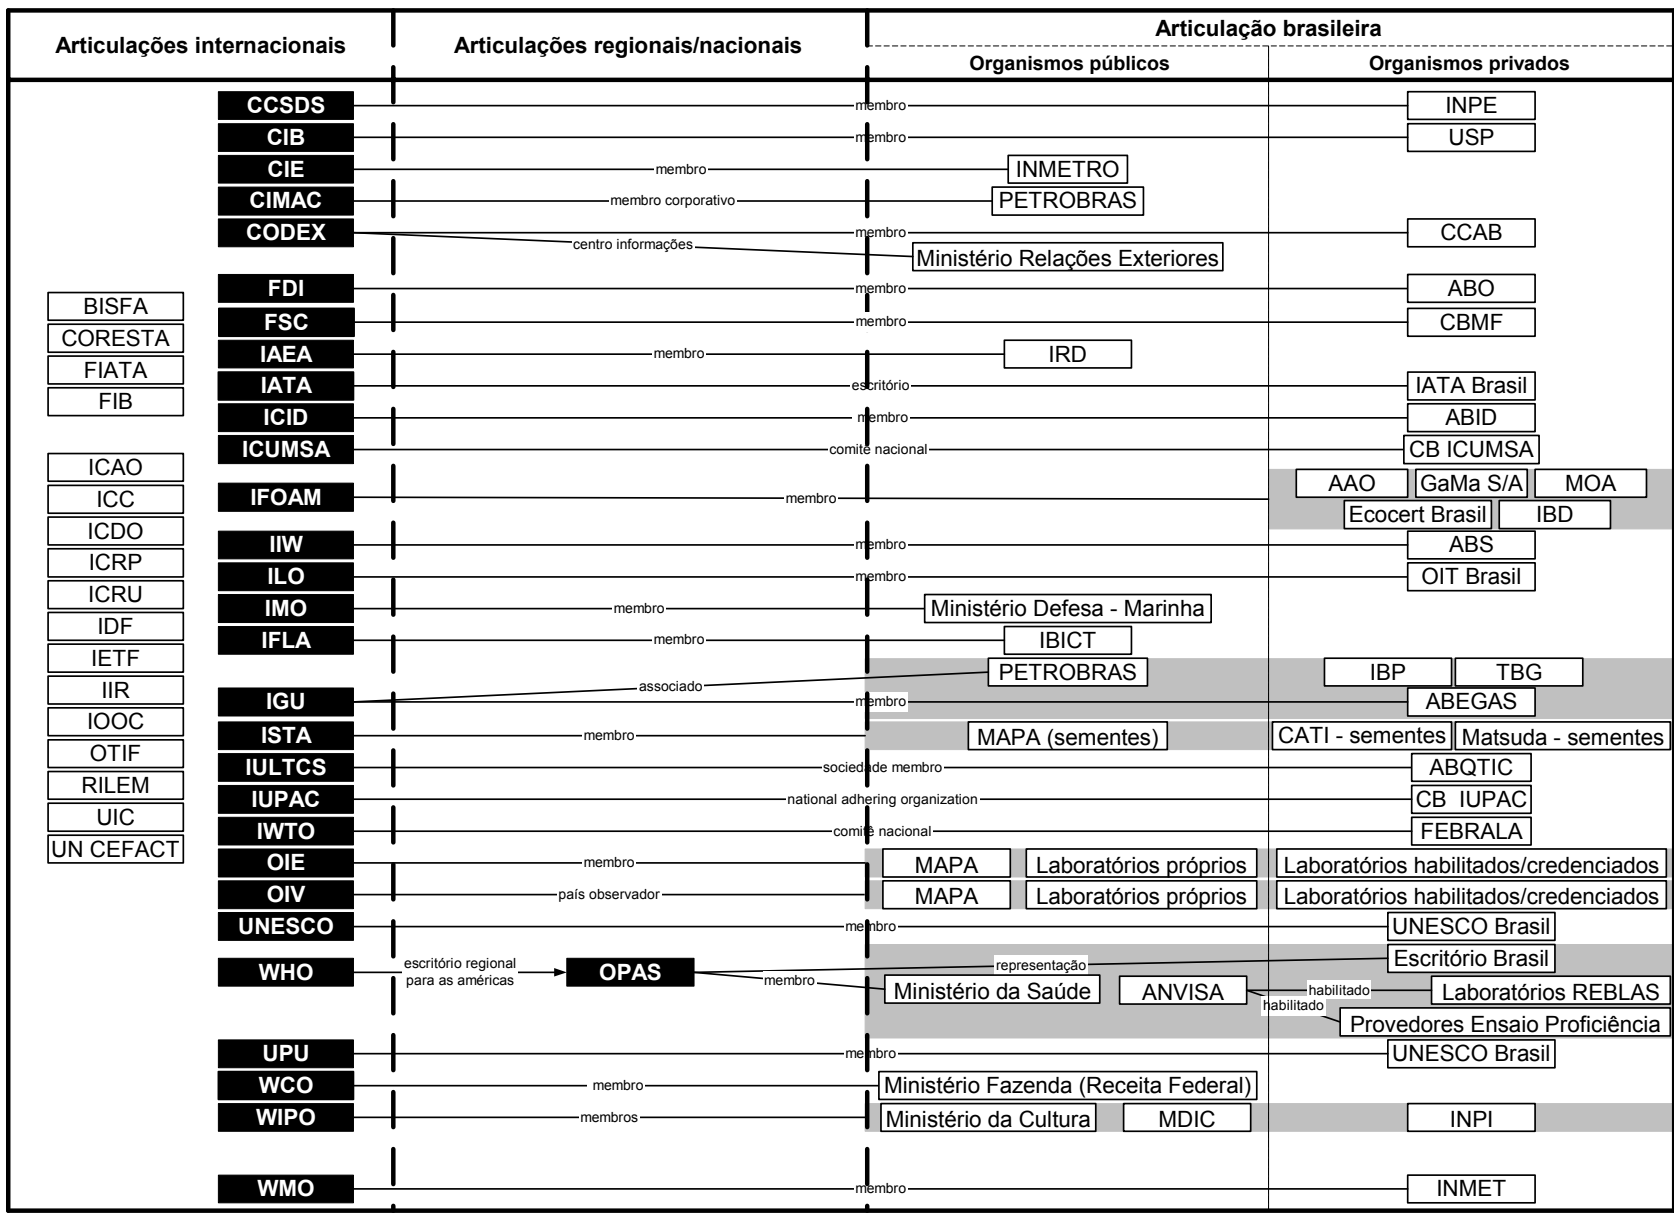 Articulações internacionais
Articulações regionais/nacionais
Articulação brasileira
Organismos públicos
Organismos privados
CCSDS membro INPE
CIB membro USP
CIE membro INMETRO
CIMAC membro corporativo PETROBRAS
CODEX membro CCAB
centro informações Ministério Relações Exteriores
FDI membro ABO
BISFA
FSC membro CBMF
CORESTA
IAEA membro IRD
FIATA
IATA escritório IATA Brasil
FIB
ICID membro ABID
ICUMSA comitê nacional CB ICUMSA
ICAO
ICC
IFOAM membro
AAO GaMa S/A MOA
Ecocert Brasil IBD
ICDO
IIW membro ABS
ICRP
ILO membro OIT Brasil
ICRU
IMO membro Ministério Defesa - Marinha
IDF
IFLA membro IBICT
IETF
associado PETROBRAS IBP TBG
IIR
IGU membro ABEGAS
IOOC
ISTA membro MAPA (sementes) CATI - sementes Matsuda - sementes
OTIF
IULTCS sociedade membro ABQTIC
RILEM
IUPAC national adhering organization CB IUPAC
UIC
IWTO comitê nacional FEBRALA
UN CEFACT
OIE membro MAPA Laboratórios próprios Laboratórios habilitados/credenciados
OIV país observador MAPA Laboratórios próprios Laboratórios habilitados/credenciados
UNESCO membro UNESCO Brasil
WHO
escritório regional
para as américas
OPAS
representação Escritório Brasil
membro Ministério da Saúde ANVISA habilitado Laboratórios REBLAS
habilitado Provedores Ensaio Proficiência
UPU membro UNESCO Brasil
WCO membro Ministério Fazenda (Receita Federal)
WIPO membros Ministério da Cultura MDIC INPI
WMO membro INMET